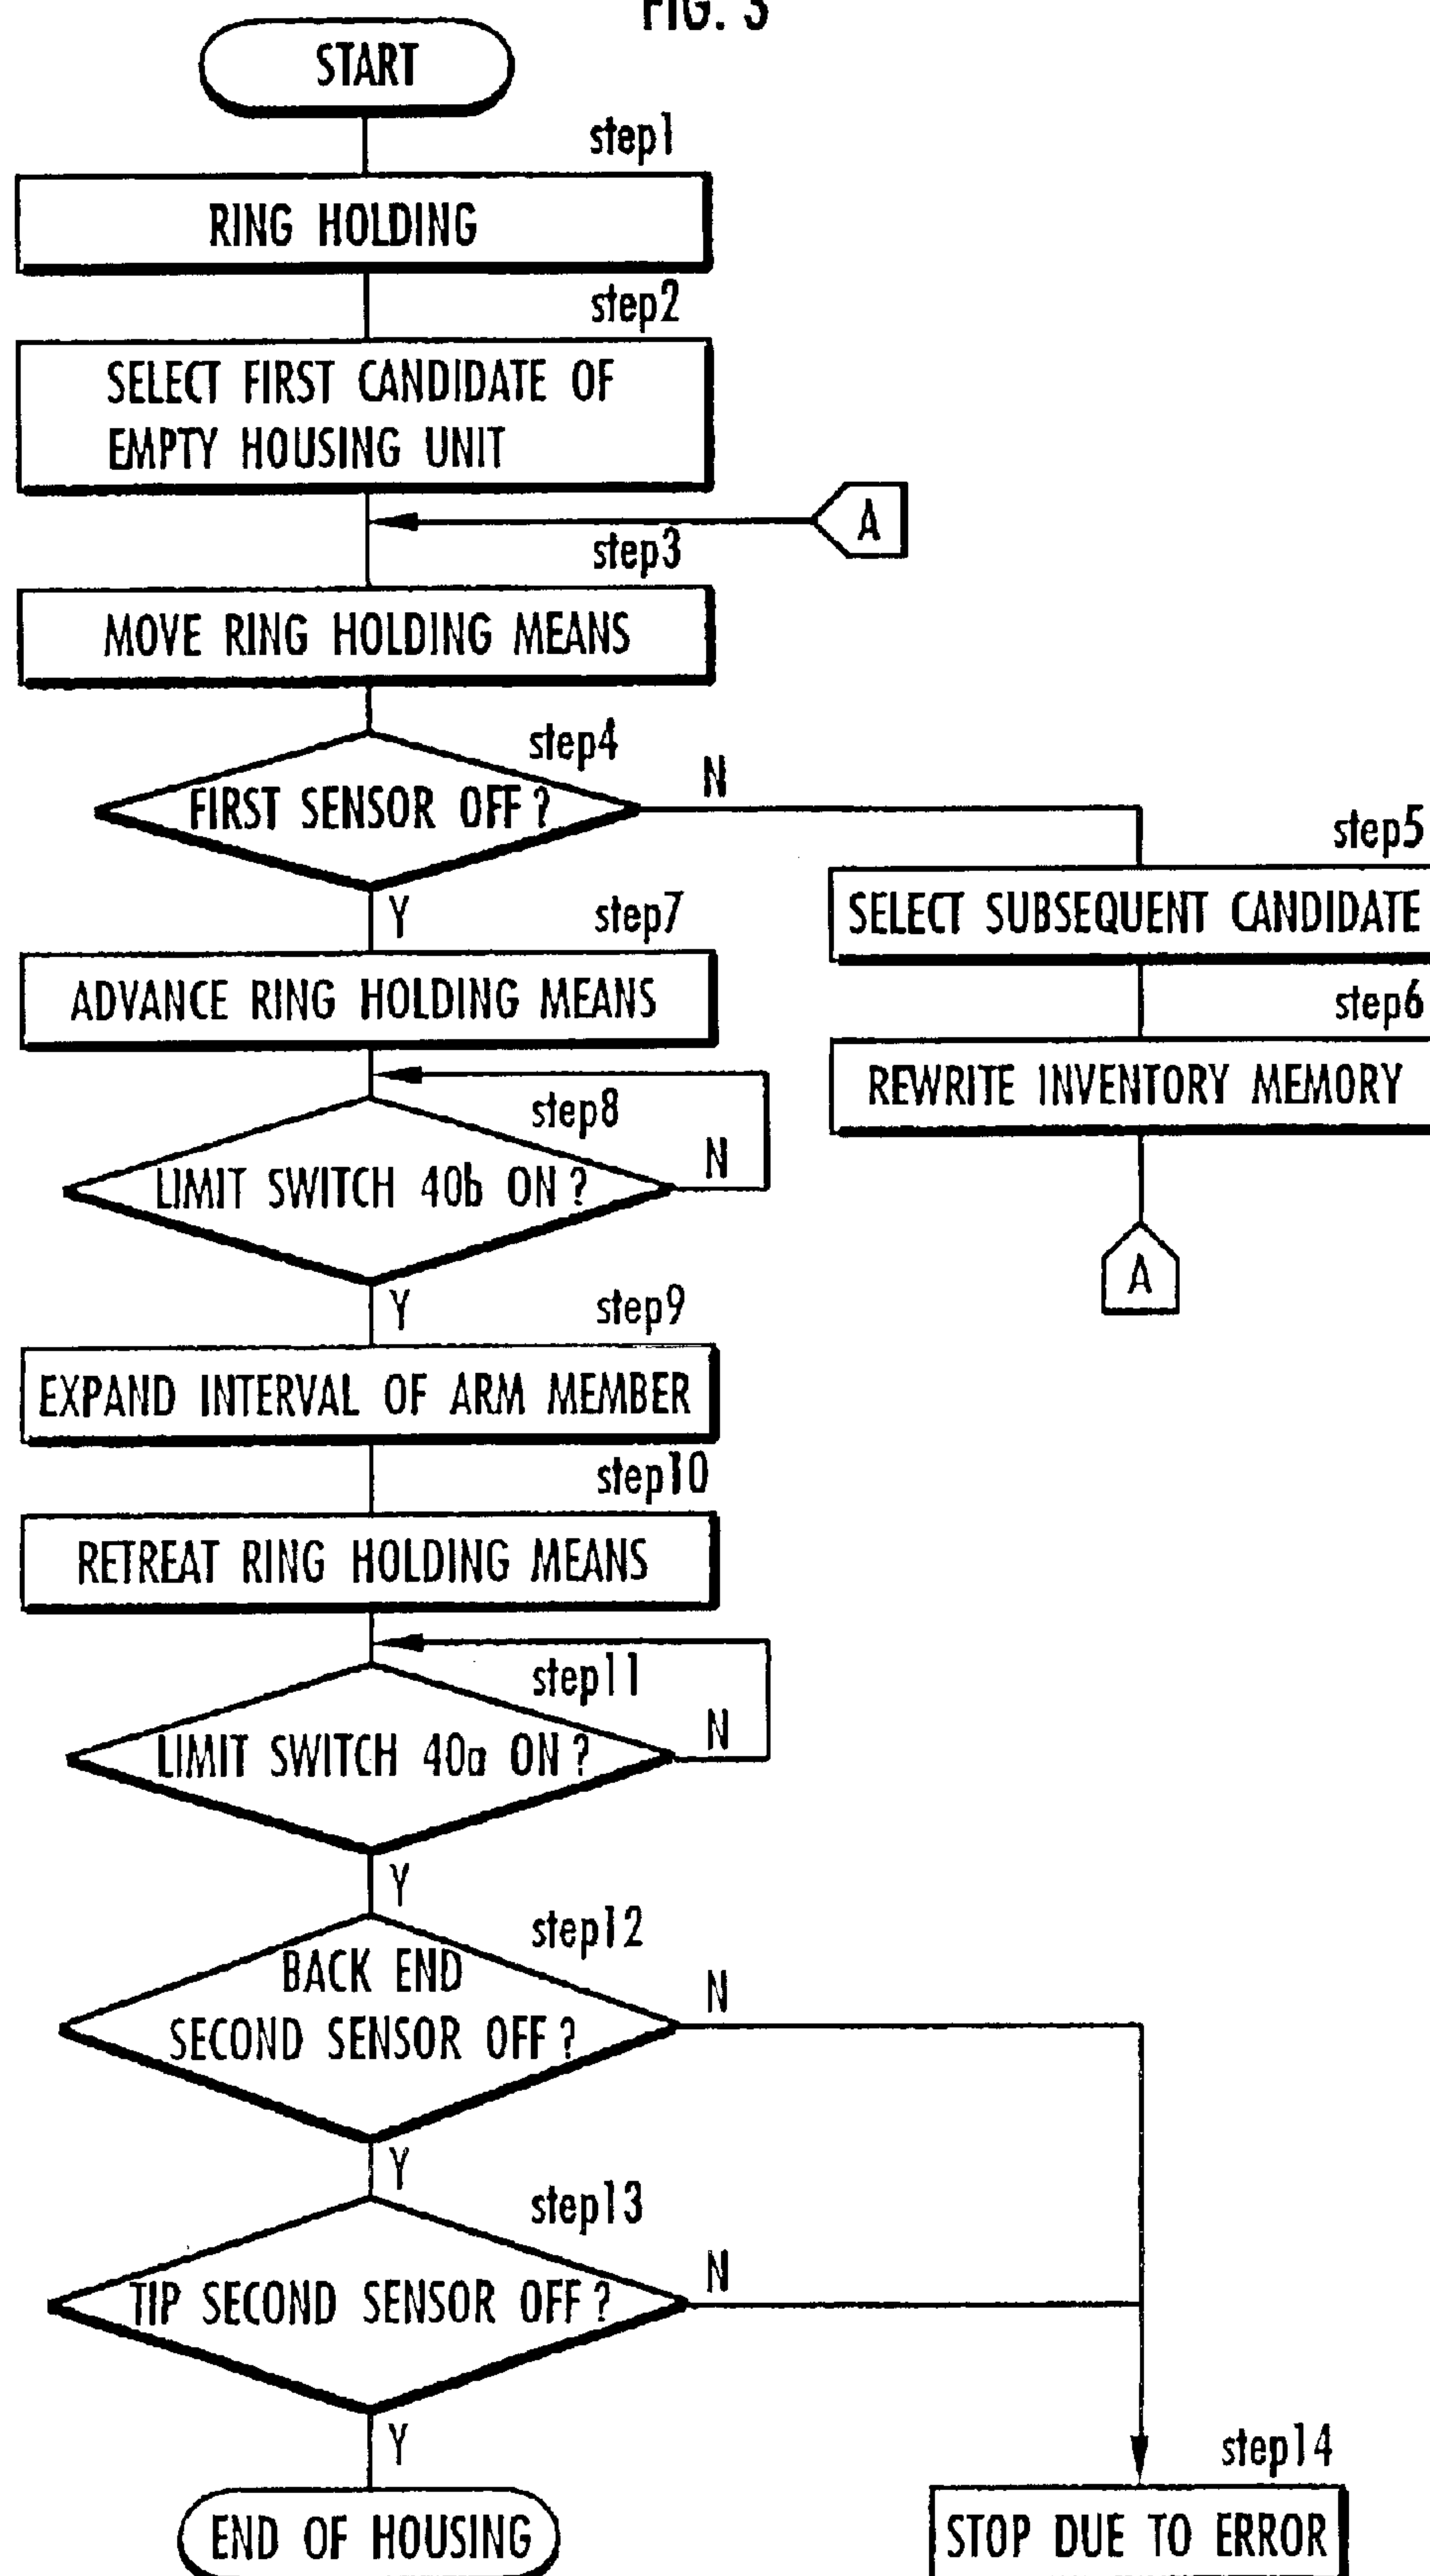 FIG. 3
START
step1
RING HOLDING
step2
SELECT FIRST CANDIDATE OF
EMPTY HOUSING UNIT
A
step3
MOVE RING HOLDING MEANS
step4
FIRST SENSOR OFF?
N
Y
step5
SELECT SUBSEQUENT CANDIDATE
step6
REWRITE INVENTORY MEMORY
A
step7
ADVANCE RING HOLDING MEANS
step8
LIMIT SWITCH 40b ON?
N
Y
step9
EXPAND INTERVAL OF ARM MEMBER
step10
RETREAT RING HOLDING MEANS
step11
LIMIT SWITCH 40a ON?
N
Y
step12
BACK END
SECOND SENSOR OFF?
N
Y
step13
TIP SECOND SENSOR OFF?
N
Y
step14
END OF HOUSING
STOP DUE TO ERROR